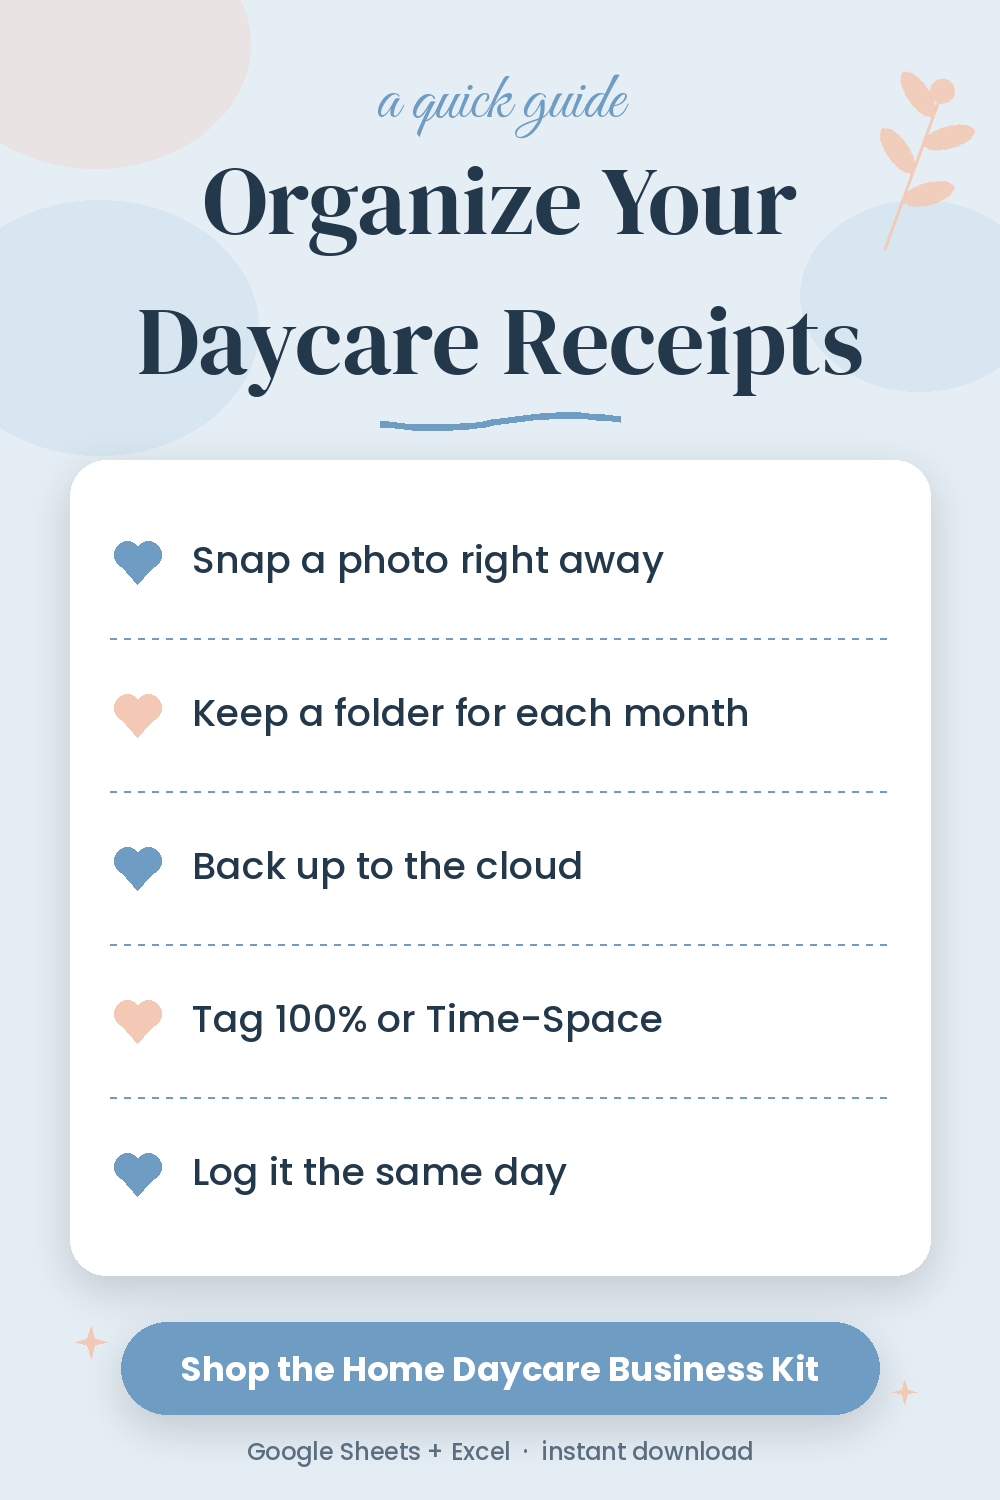 a quick guide
Organize Your
Daycare Receipts
Snap a photo right away
Keep a folder for each month
Back up to the cloud
Tag 100% or Time-Space
Log it the same day
Shop the Home Daycare Business Kit
Google Sheets + Excel · instant download